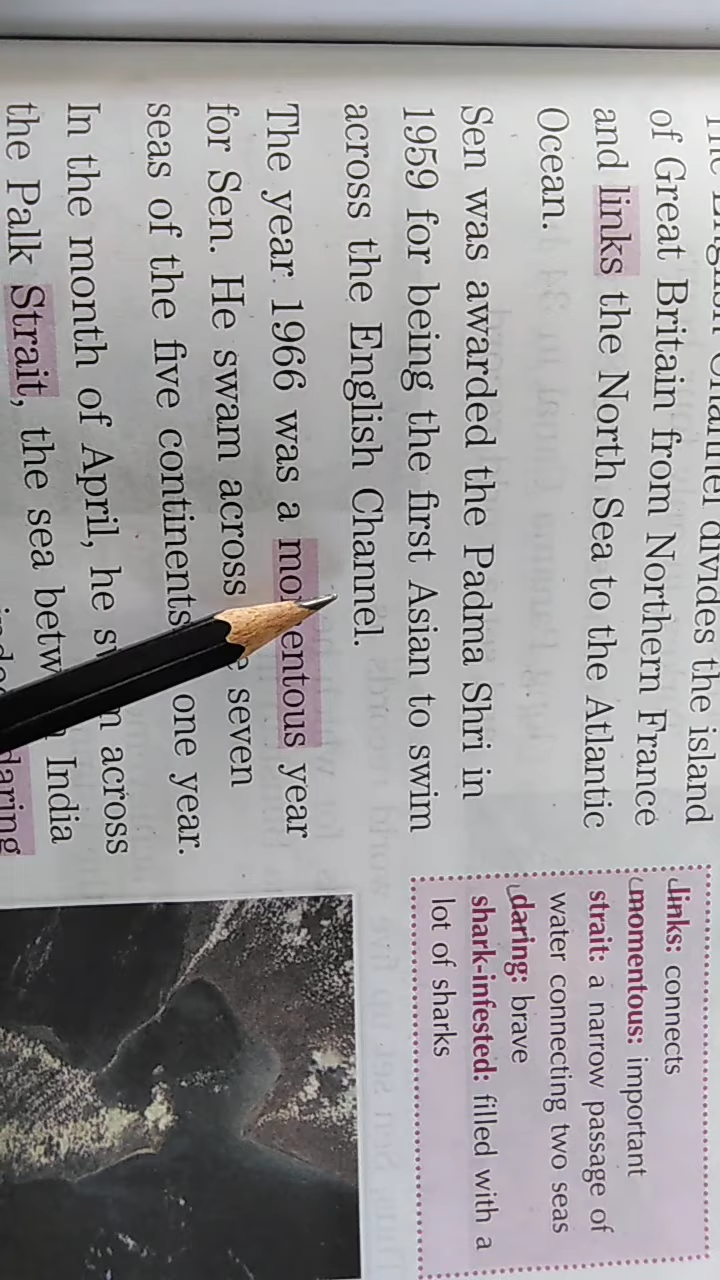 divides the island
of Great Britain from Northern France
and links the North Sea to the Atlantic
Ocean.
Sen was awarded the Padma Shri in
1959 for being the first Asian to swim
across the English Channel.
The year 1966 was a momentous year
for Sen. He swam across seven
seas of the five continents one year.
In the month of April, he across
the Palk Strait, the sea India
daring
links: connects
momentous: important
strait: a narrow passage of
water connecting two seas
daring: brave
shark-infested: filled with a
lot of sharks